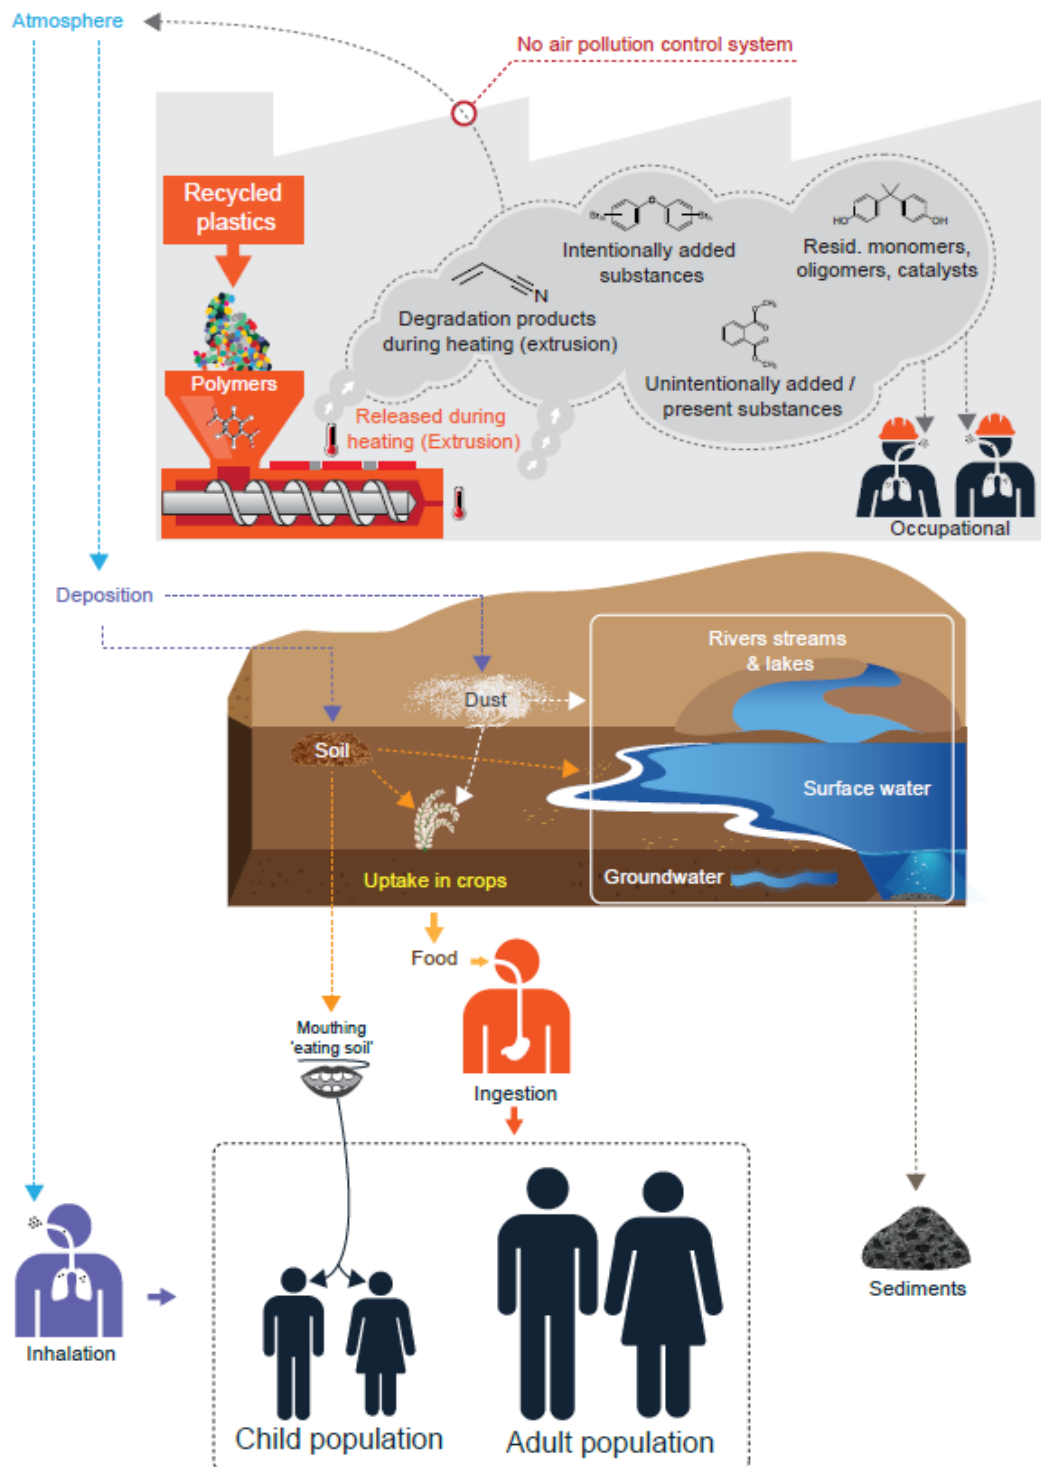 Atmosphere
No air pollution control system
Recycled
plastics
Intentionally added
substances
HO
OH
Resid. monomers,
oligomers, catalysts
N
Degradation products
during heating (extrusion)
Unintentionally added /
present substances
Polymers
Released during
heating (Extrusion)
Occupational
Deposition
Rivers streams
& lakes
Dust
Soil
Surface water
Uptake in crops
Groundwater
Food
Mouthing
'eating soil'
Ingestion
Sediments
Inhalation
Child population
Adult population